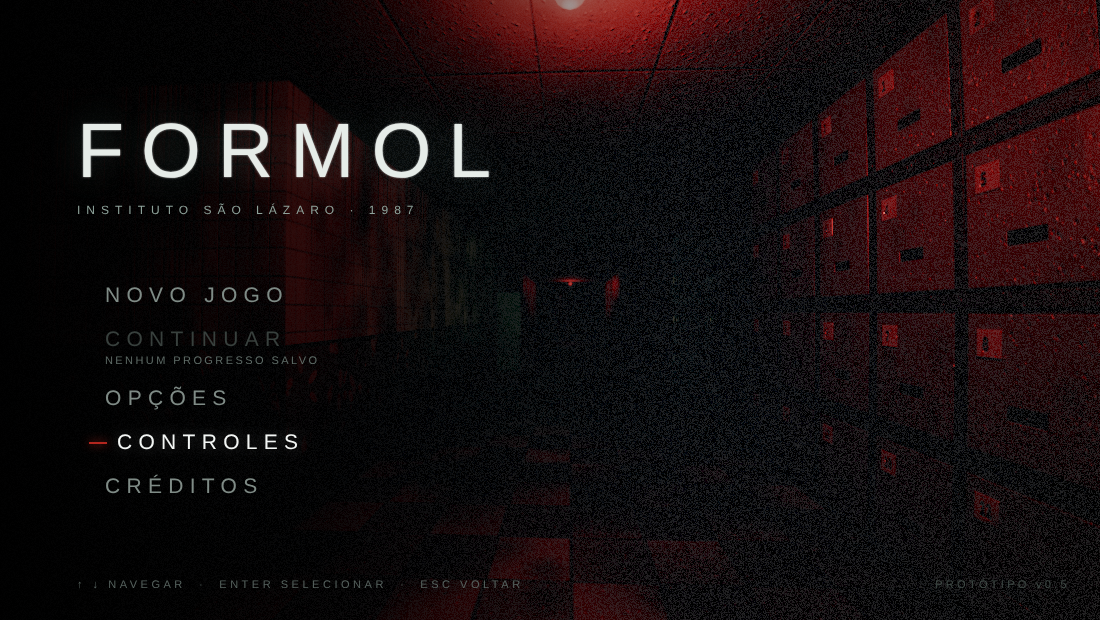 FORMOL
INSTITUTO SÃO LÁZARO · 1987
NOVO JOGO
CONTINUAR
NENHUM PROGRESSO SALVO
OPÇÕES
— CONTROLES
CRÉDITOS
↑ ↓ NAVEGAR · ENTER SELECIONAR · ESC VOLTAR
PROTÓTIPO v0.5